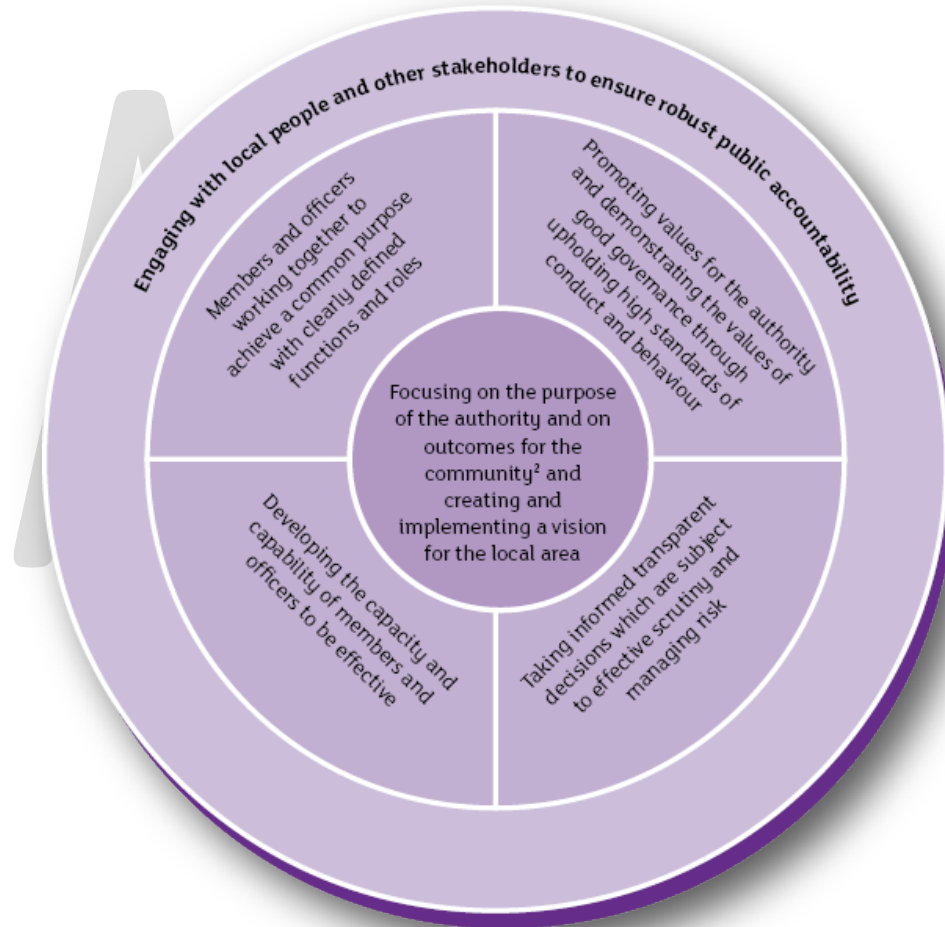 Engaging with local people and other stakeholders to ensure robust public accountability
Members and officers
working together to
achieve a common purpose
with clearly defined
functions and roles
Promoting values for the authority
and demonstrating the values of
good governance through
upholding high standards of
conduct and behaviour
Focusing on the purpose
of the authority and on
outcomes for the
community² and
creating and
implementing a vision
for the local area
Developing the capacity and
capability of members and
officers to be effective
Taking informed transparent
decisions which are subject
to effective scrutiny and
managing risk